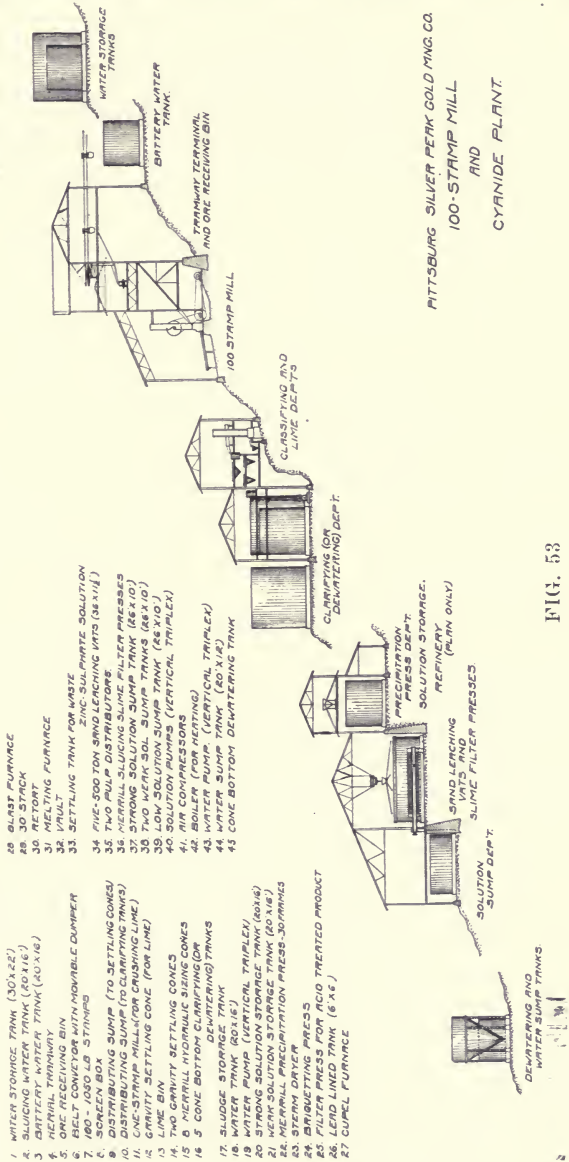 1 WATER STORAGE TANK (30'X22')
2. SLUICING WATER TANK (20'X16')
3 BATTERY WATER TANK (20'X16')
4. AERIAL TRAMWAY
5. ORE RECEIVING BIN
6. BELT CONVEYOR WITH MOVABLE DUMPER
7. 100 - 1050 LB STAMPS
8. SCREEN BOX
9. DISTRIBUTING SUMP (TO SETTLING CONES)
10. DISTRIBUTING SUMP (TO CLARIFYING TANKS)
11. STAMP MILL (FOR CRUSHING LIME)
12 GRAVITY SETTLING CONE (FOR LIME)
13 LIME BIN
14. TWO GRAVITY SETTLING CONES
15 8 MERRILL HYDRAULIC SIZING CONES
16 5 CONE BOTTOM CLARIFYING (OR
DEWATERING) TANKS
17. SLUDGE STORAGE TANK
18. WATER TANK (20'X16')
19 WATER PUMP (VERTICAL TRIPLEX)
20 STRONG SOLUTION STORAGE TANK (20X16)
21 WEAK SOLUTION STORAGE TANK (20'X16')
22. MERRILL PRECIPITATION PRESS-30 FRAMES
23. STEAM DRYER
24. BRIQUETTING PRESS
25. FILTER PRESS FOR ACID TREATED PRODUCT
26. LEAD LINED TANK (6'X6')
27 CUPEL FURNACE
28 BLAST FURNACE
29. 30' STACK
30. RETORT
31 MELTING FURNACE
32. VAULT
33. SETTLING TANK FOR WASTE
ZINC-SULPHATE SOLUTION
34 FIVE-500 TON SAND LEACHING VATS (36'X11½')
35. TWO PULP DISTRIBUTORS
36. MERRILL SLUICING SLIME FILTER PRESSES
37. STRONG SOLUTION SUMP TANK (26'X10')
38. TWO WEAK SOL. SUMP TANKS (26'X10')
39. LOW SOLUTION SUMP TANK (26'X10')
40. SOLUTION PUMPS (VERTICAL TRIPLEX)
41. AIR COMPRESSORS
42. BOILER (FOR HEATING)
43. WATER PUMP. (VERTICAL TRIPLEX)
44. WATER SUMP TANK (20'X12')
45 CONE BOTTOM DEWATERING TANK
WATER STORAGE
TANKS
BATTERY WATER
TANK.
TRAMWAY TERMINAL
AND ORE RECEIVING BIN
100 STAMP MILL
CLASSIFYING AND
LIME DEP'TS
CLARIFYING (OR
DEWATERING) DEPT.
PRECIPITATION
PRESS DEPT.
SOLUTION STORAGE.
REFINERY
(PLAN ONLY)
SAND LEACHING
VATS AND
SLIME FILTER PRESSES.
SOLUTION
SUMP DEPT.
DEWATERING AND
WATER SUMP TANKS
PITTSBURG SILVER PEAK GOLD MNG. CO.
100-STAMP MILL
AND
CYANIDE PLANT.
FIG. 53